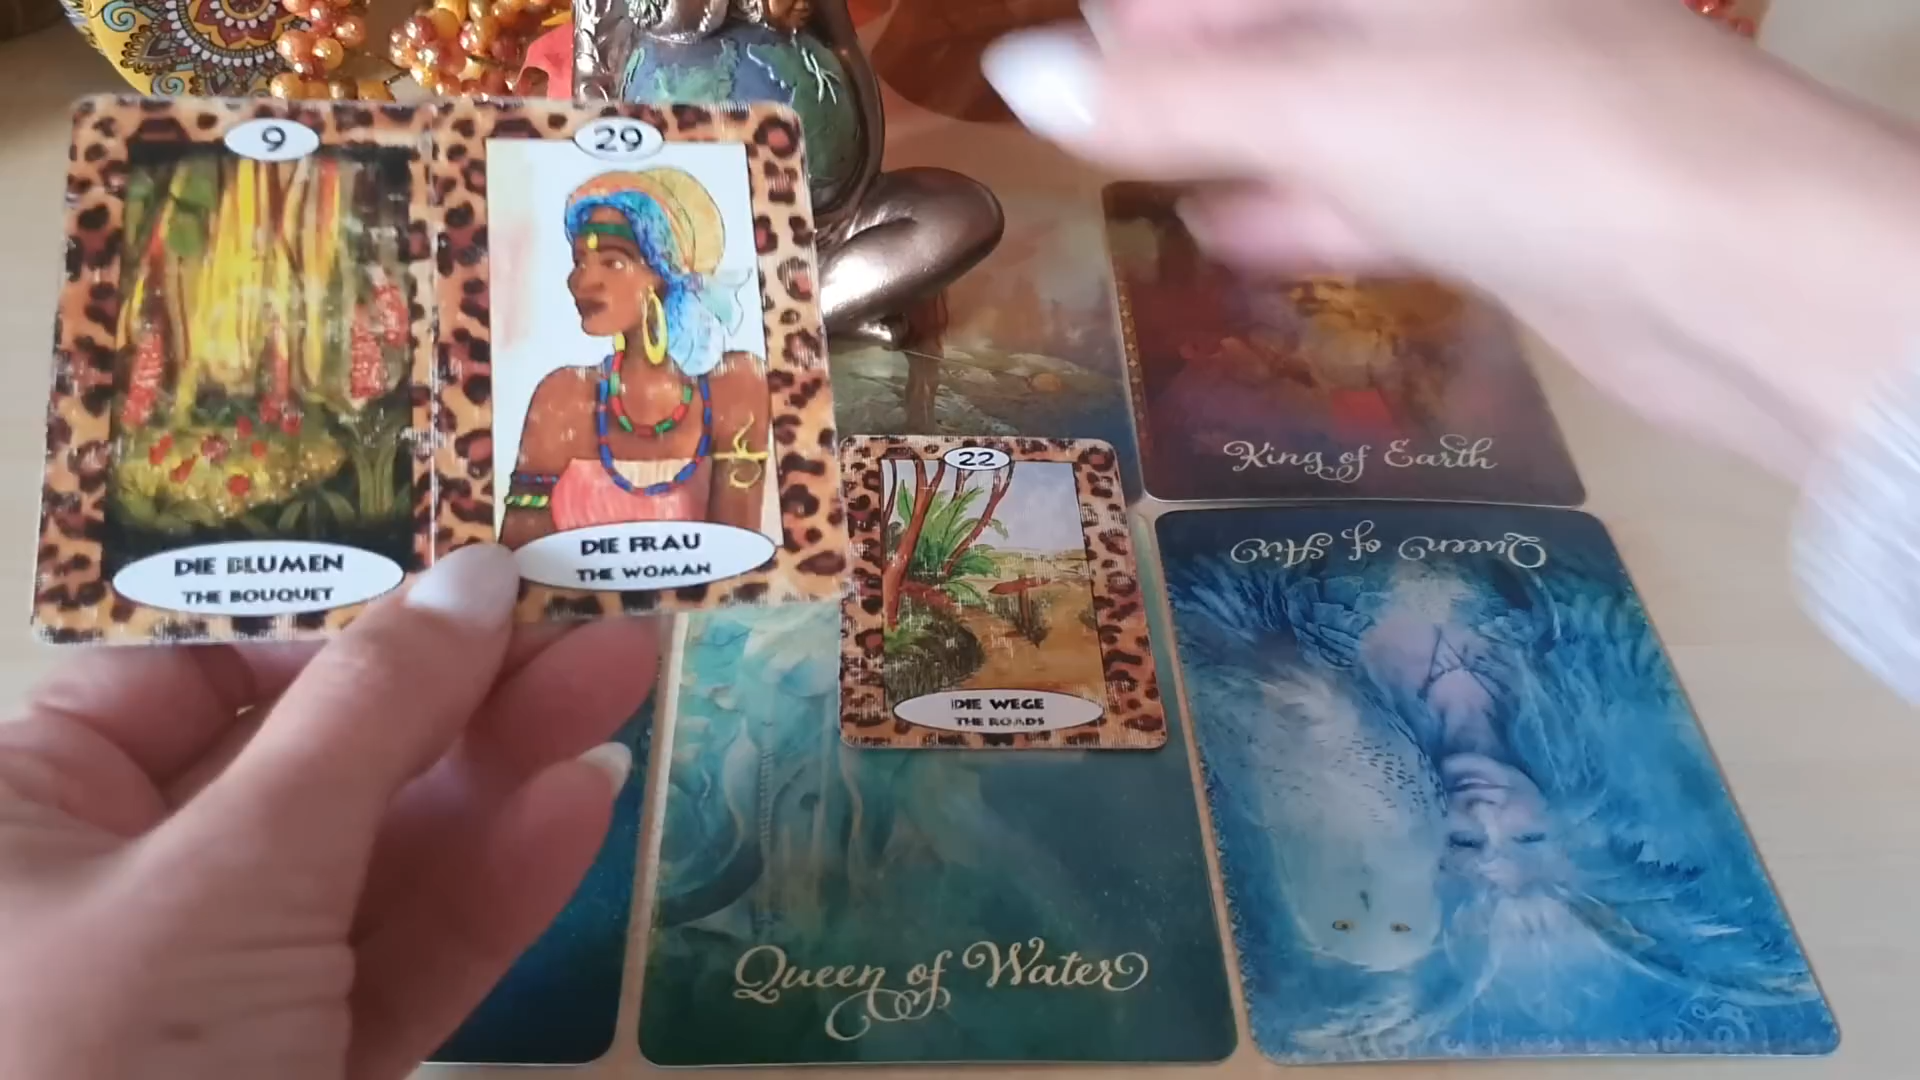 9
DIE BLUMEN
THE BOUQUET
29
DIE FRAU
THE WOMAN
22
DIE WEGE
THE ROADS
King of Earth
Queen of Air
Queen of Water